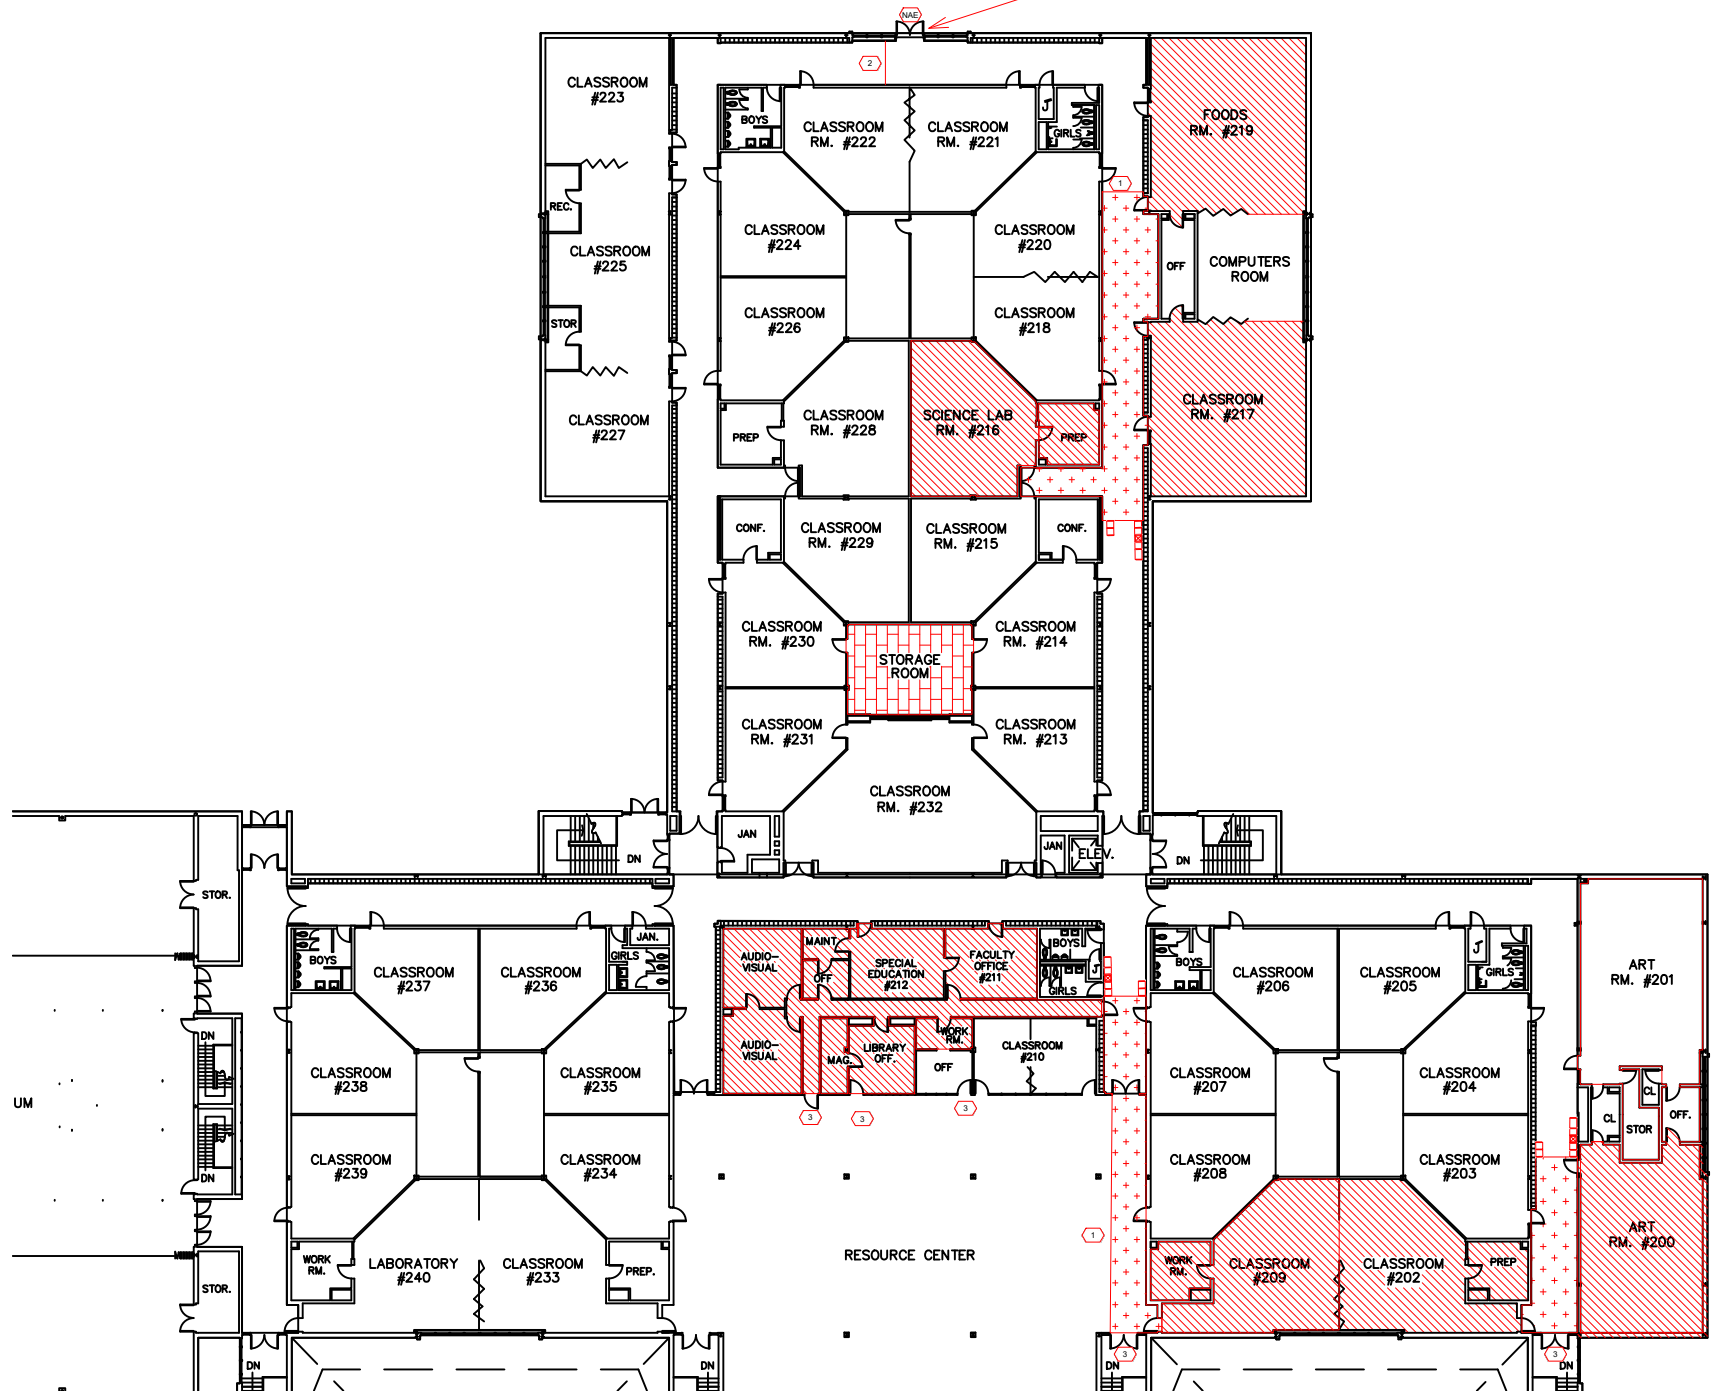 NAE
2
CLASSROOM
#223
BOYS
CLASSROOM
RM. #222
CLASSROOM
RM. #221
J
GIRLS
FOODS
RM. #219
1
REC.
CLASSROOM
#224
CLASSROOM
#220
CLASSROOM
#225
OFF
COMPUTERS
ROOM
STOR
CLASSROOM
#226
CLASSROOM
#218
CLASSROOM
#227
PREP
CLASSROOM
RM. #228
SCIENCE LAB
RM. #216
PREP
CLASSROOM
RM. #217
CONF.
CLASSROOM
RM. #229
CLASSROOM
RM. #215
CONF.
CLASSROOM
RM. #230
STORAGE
ROOM
CLASSROOM
RM. #214
CLASSROOM
RM. #231
CLASSROOM
RM. #213
CLASSROOM
RM. #232
DN
JAN
JAN
ELEV.
DN
STOR.
BOYS
CLASSROOM
#237
CLASSROOM
#236
JAN.
GIRLS
AUDIO-
VISUAL
MAINT
OFF
SPECIAL
EDUCATION
#212
FACULTY
OFFICE
#211
BOYS
J
GIRLS
BOYS
CLASSROOM
#206
CLASSROOM
#205
J
GIRLS
ART
RM. #201
DN
AUDIO-
VISUAL
MAG.
LIBRARY
OFF.
WORK
RM.
OFF
CLASSROOM
#210
CLASSROOM
#238
CLASSROOM
#235
CLASSROOM
#207
CLASSROOM
#204
CL
UM
3
3
3
CL
STOR
OFF.
DN
CLASSROOM
#239
CLASSROOM
#234
CLASSROOM
#208
CLASSROOM
#203
1
ART
RM. #200
STOR.
WORK
RM.
LABORATORY
#240
CLASSROOM
#233
PREP.
RESOURCE CENTER
WORK
RM.
CLASSROOM
#209
CLASSROOM
#202
PREP
3
3
DN
DN
DN
DN